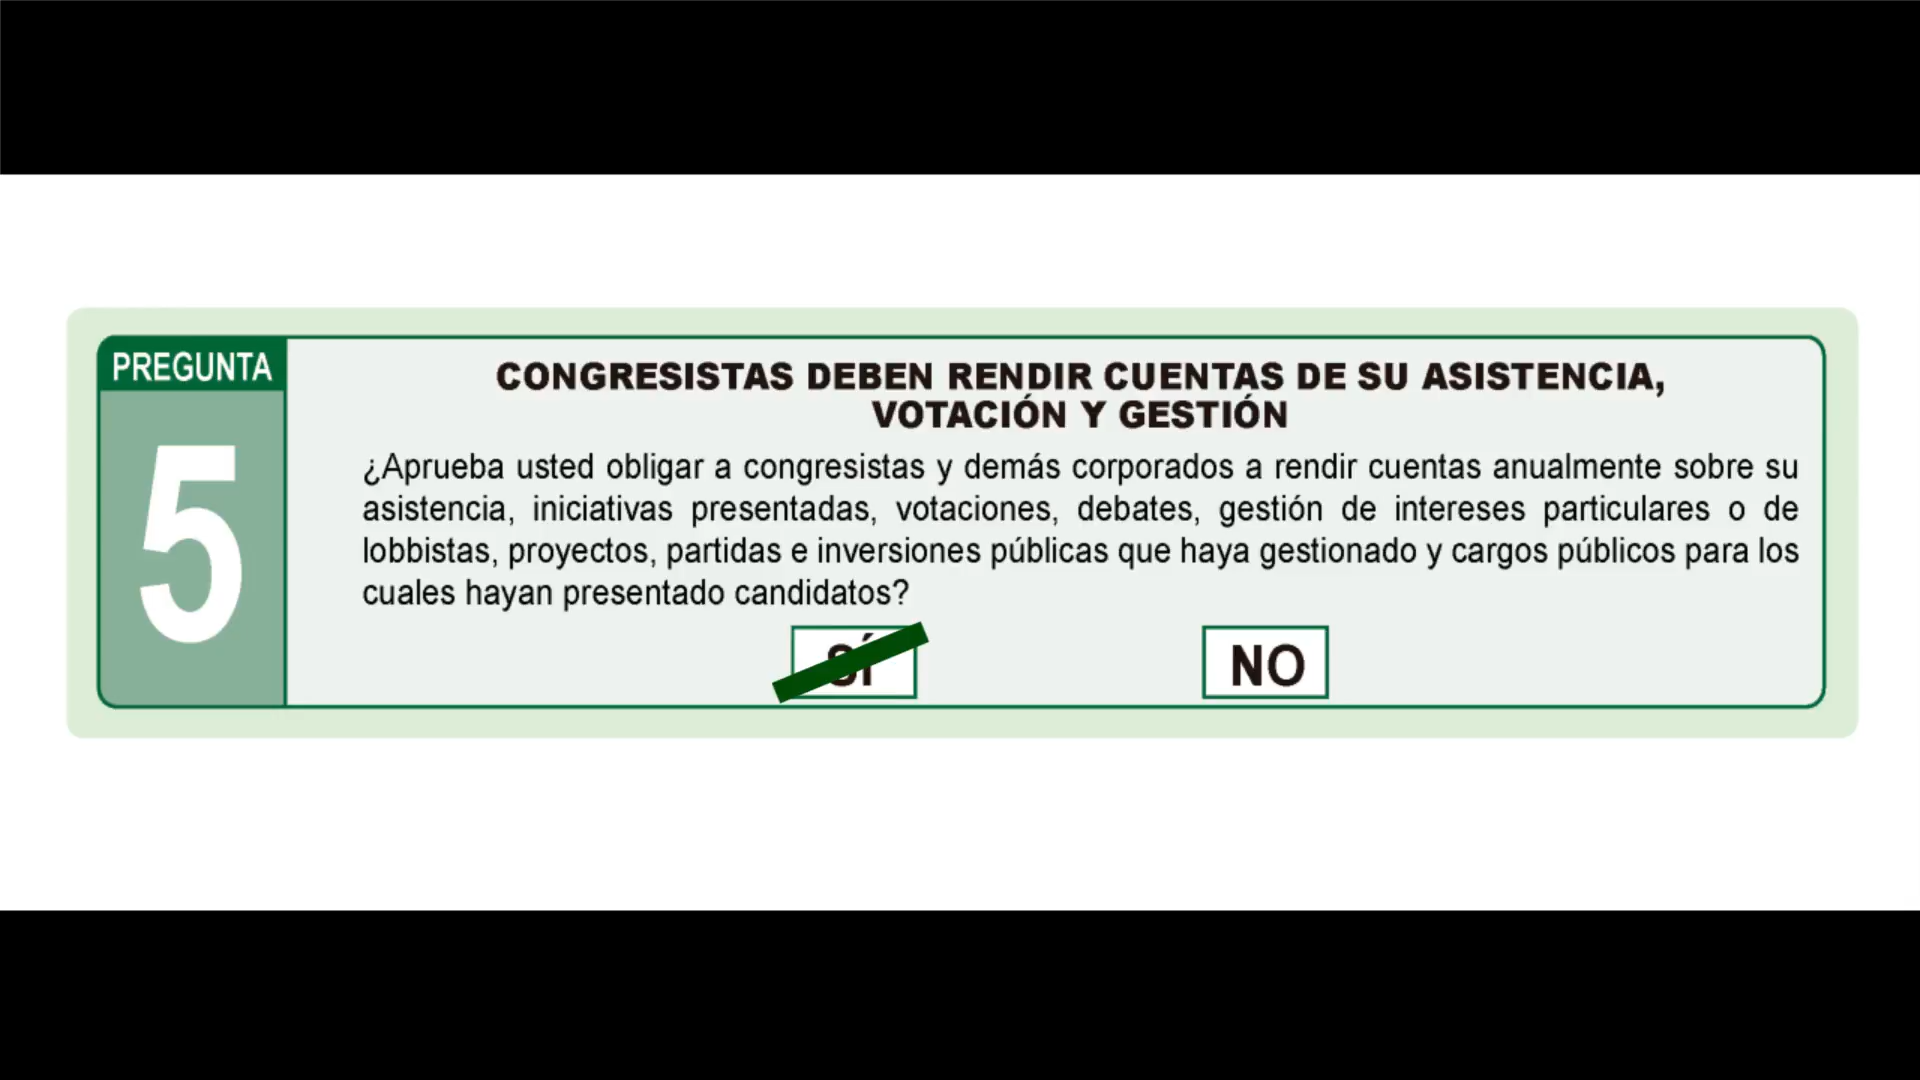 PREGUNTA
5
CONGRESISTAS DEBEN RENDIR CUENTAS DE SU ASISTENCIA,
VOTACIÓN Y GESTIÓN
¿Aprueba usted obligar a congresistas y demás corporados a rendir cuentas anualmente sobre su
asistencia, iniciativas presentadas, votaciones, debates, gestión de intereses particulares o de
lobbistas, proyectos, partidas e inversiones públicas que haya gestionado y cargos públicos para los
cuales hayan presentado candidatos?
SÍ NO